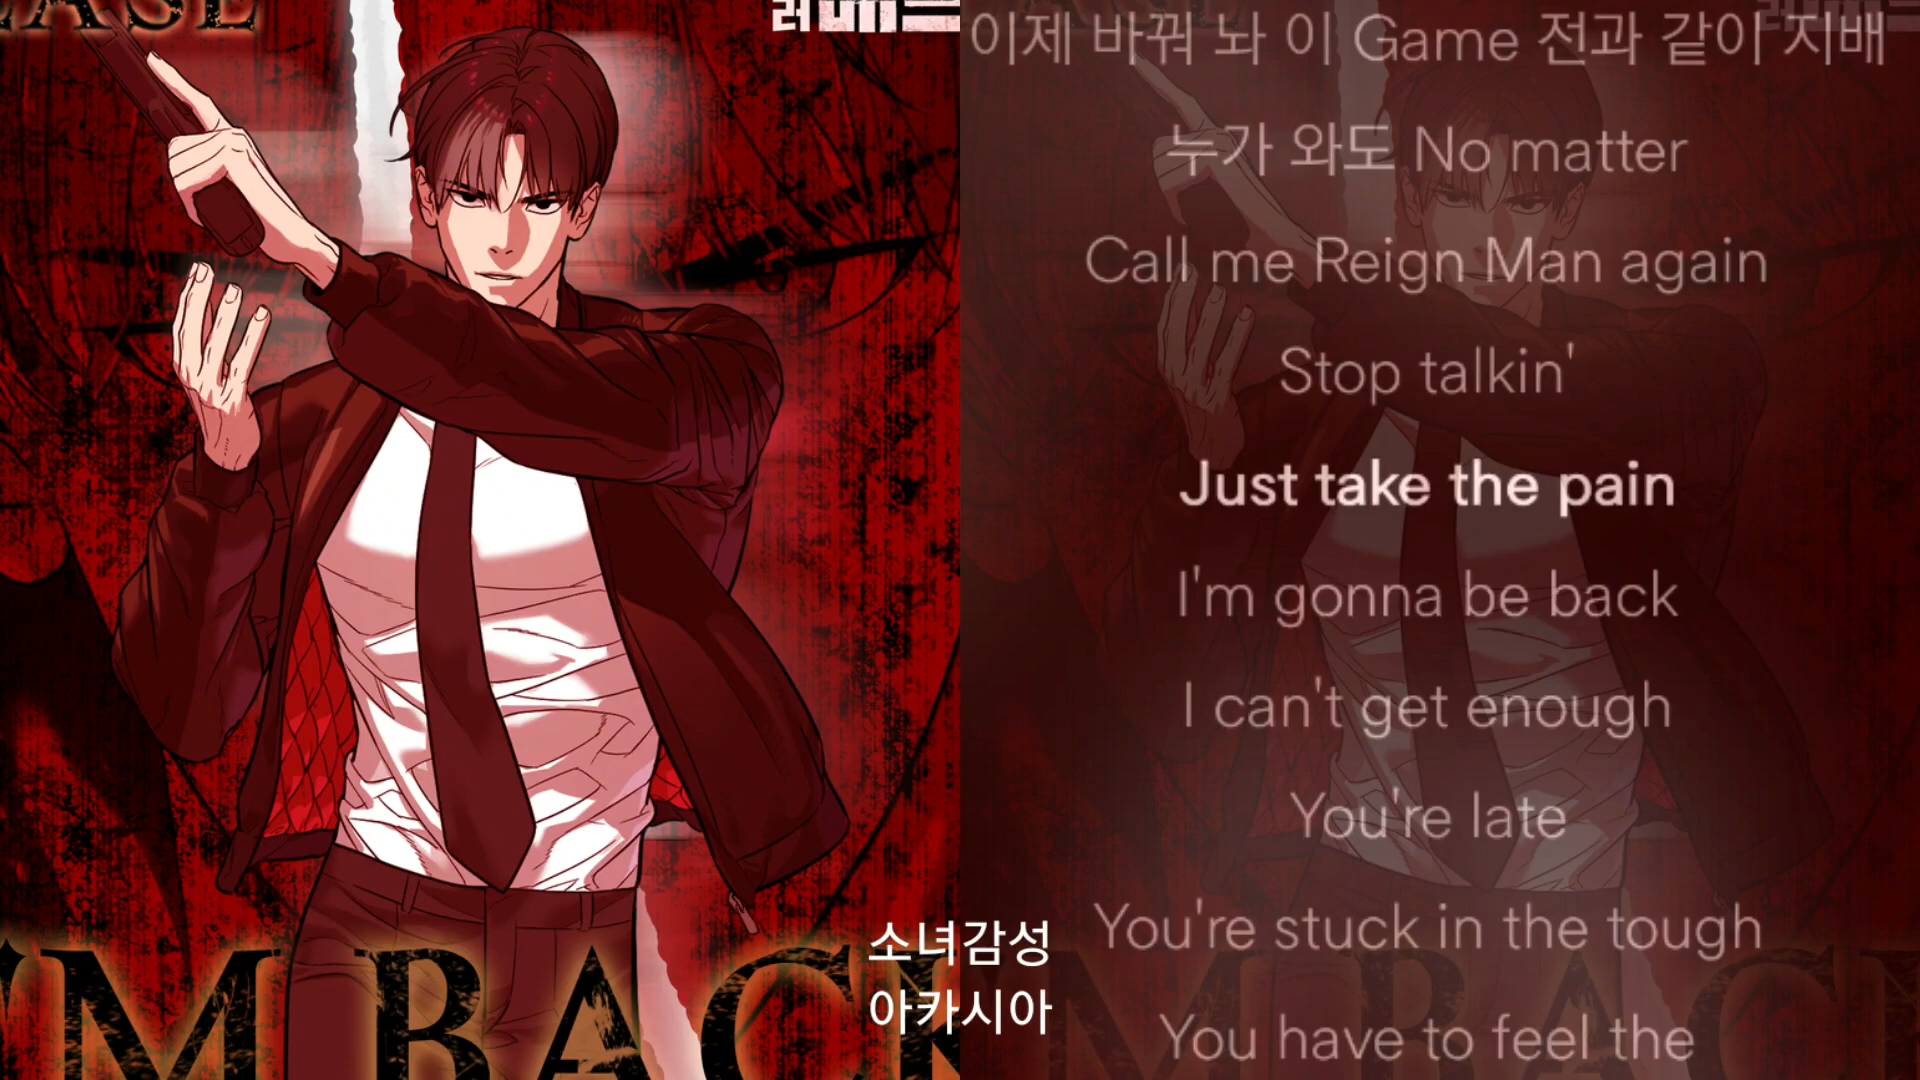 EASE
이제 바꿔 놔 이 Game 전과 같이 지배
누가 와도 No matter
Call me Reign Man again
Stop talkin'
Just take the pain
I'm gonna be back
I can't get enough
You're late
You're stuck in the tough
You have to feel the
소녀감성
아카시아
I'M BACK